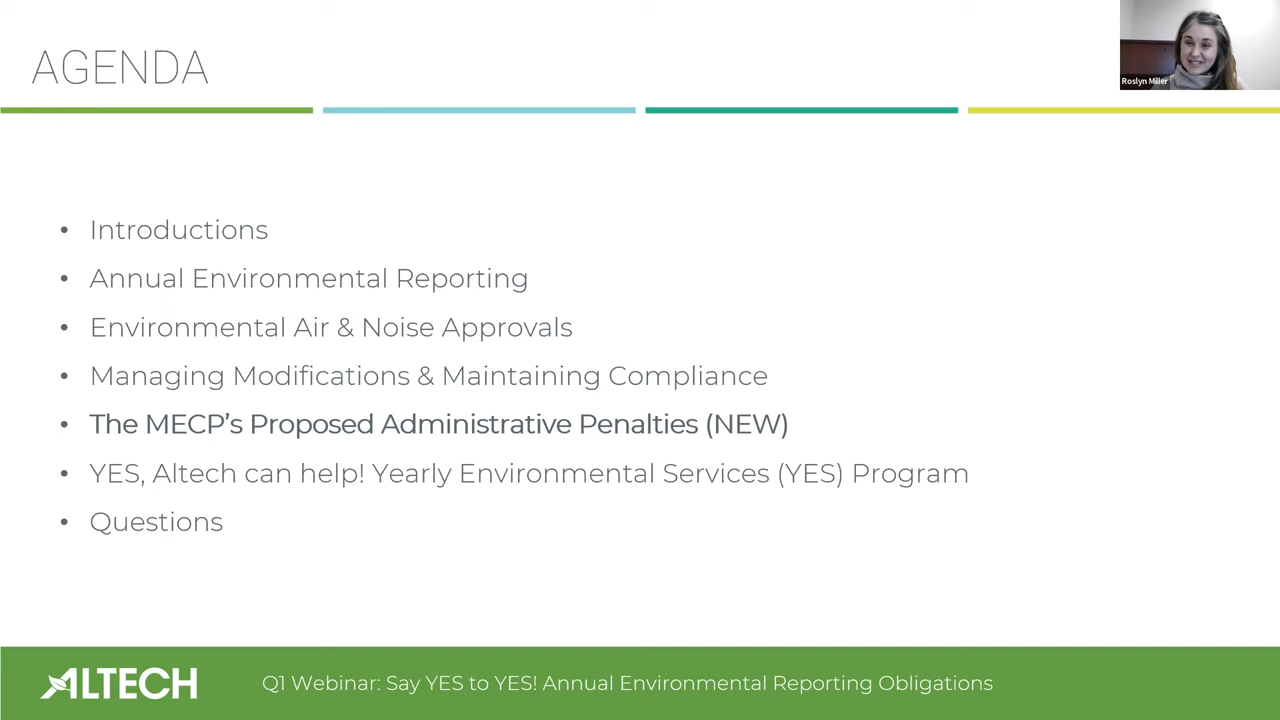 AGENDA
Roslyn Miller
• Introductions
• Annual Environmental Reporting
• Environmental Air & Noise Approvals
• Managing Modifications & Maintaining Compliance
• The MECP’s Proposed Administrative Penalties (NEW)
• YES, Altech can help! Yearly Environmental Services (YES) Program
• Questions
ALTECH
Q1 Webinar: Say YES to YES! Annual Environmental Reporting Obligations